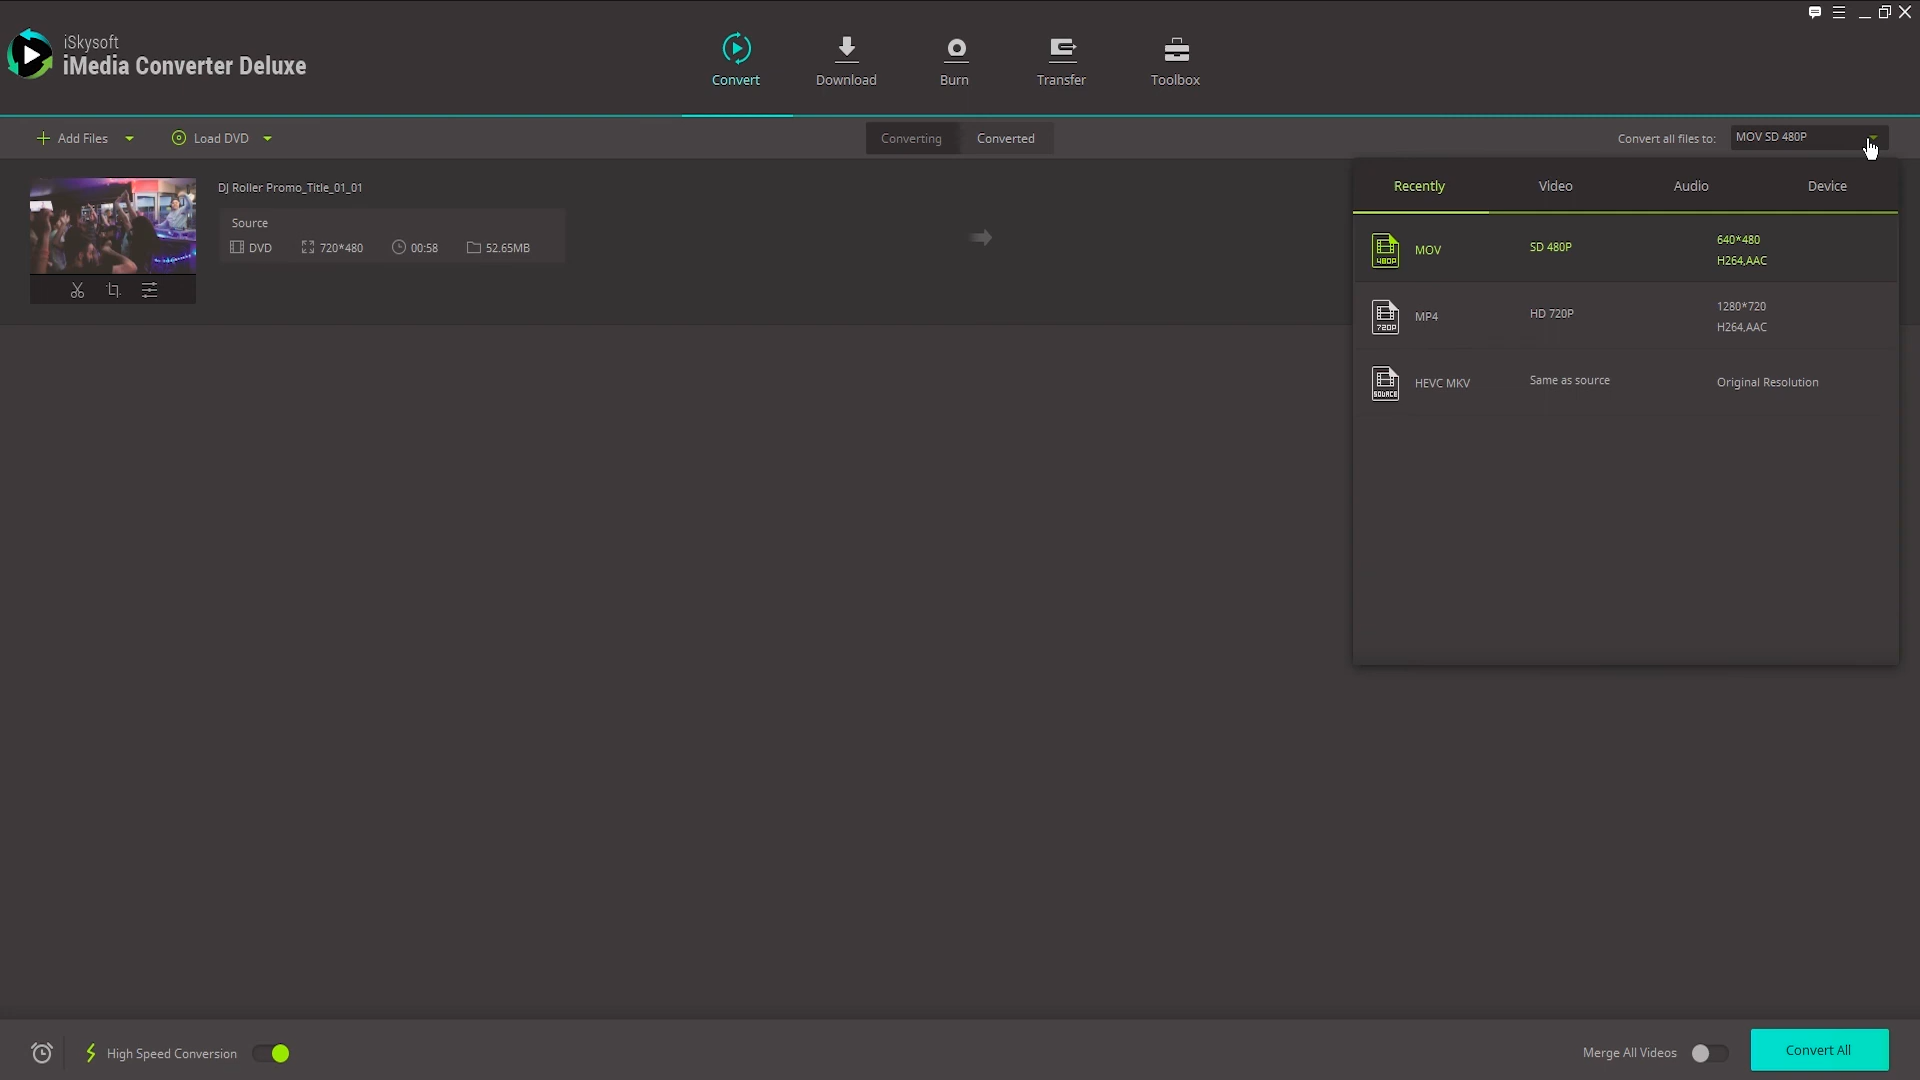 iSkysoft
iMedia Converter Deluxe
Convert
Download
Burn
Transfer
Toolbox
Add Files
Load DVD
Converting
Converted
Convert all files to:
MOV SD 480P
DJ Roller Promo_Title_01_01
Source
DVD
720*480
00:58
52.65MB
Recently
Video
Audio
Device
480P
MOV
SD 480P
640*480
H264,AAC
720P
MP4
HD 720P
1280*720
H264,AAC
SOURCE
HEVC MKV
Same as source
Original Resolution
High Speed Conversion
Merge All Videos
Convert All